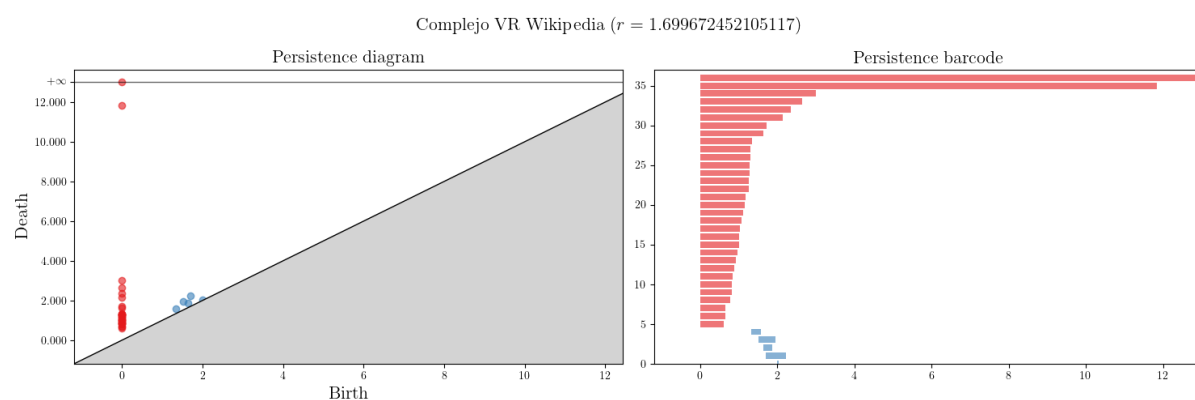 Complejo VR Wikipedia (r = 1.699672452105117)
Persistence diagram
+∞
12.000
10.000
8.000
6.000
4.000
2.000
0.000
Death
0 2 4 6 8 10 12
Birth
Persistence barcode
35
30
25
20
15
10
5
0
0 2 4 6 8 10 12